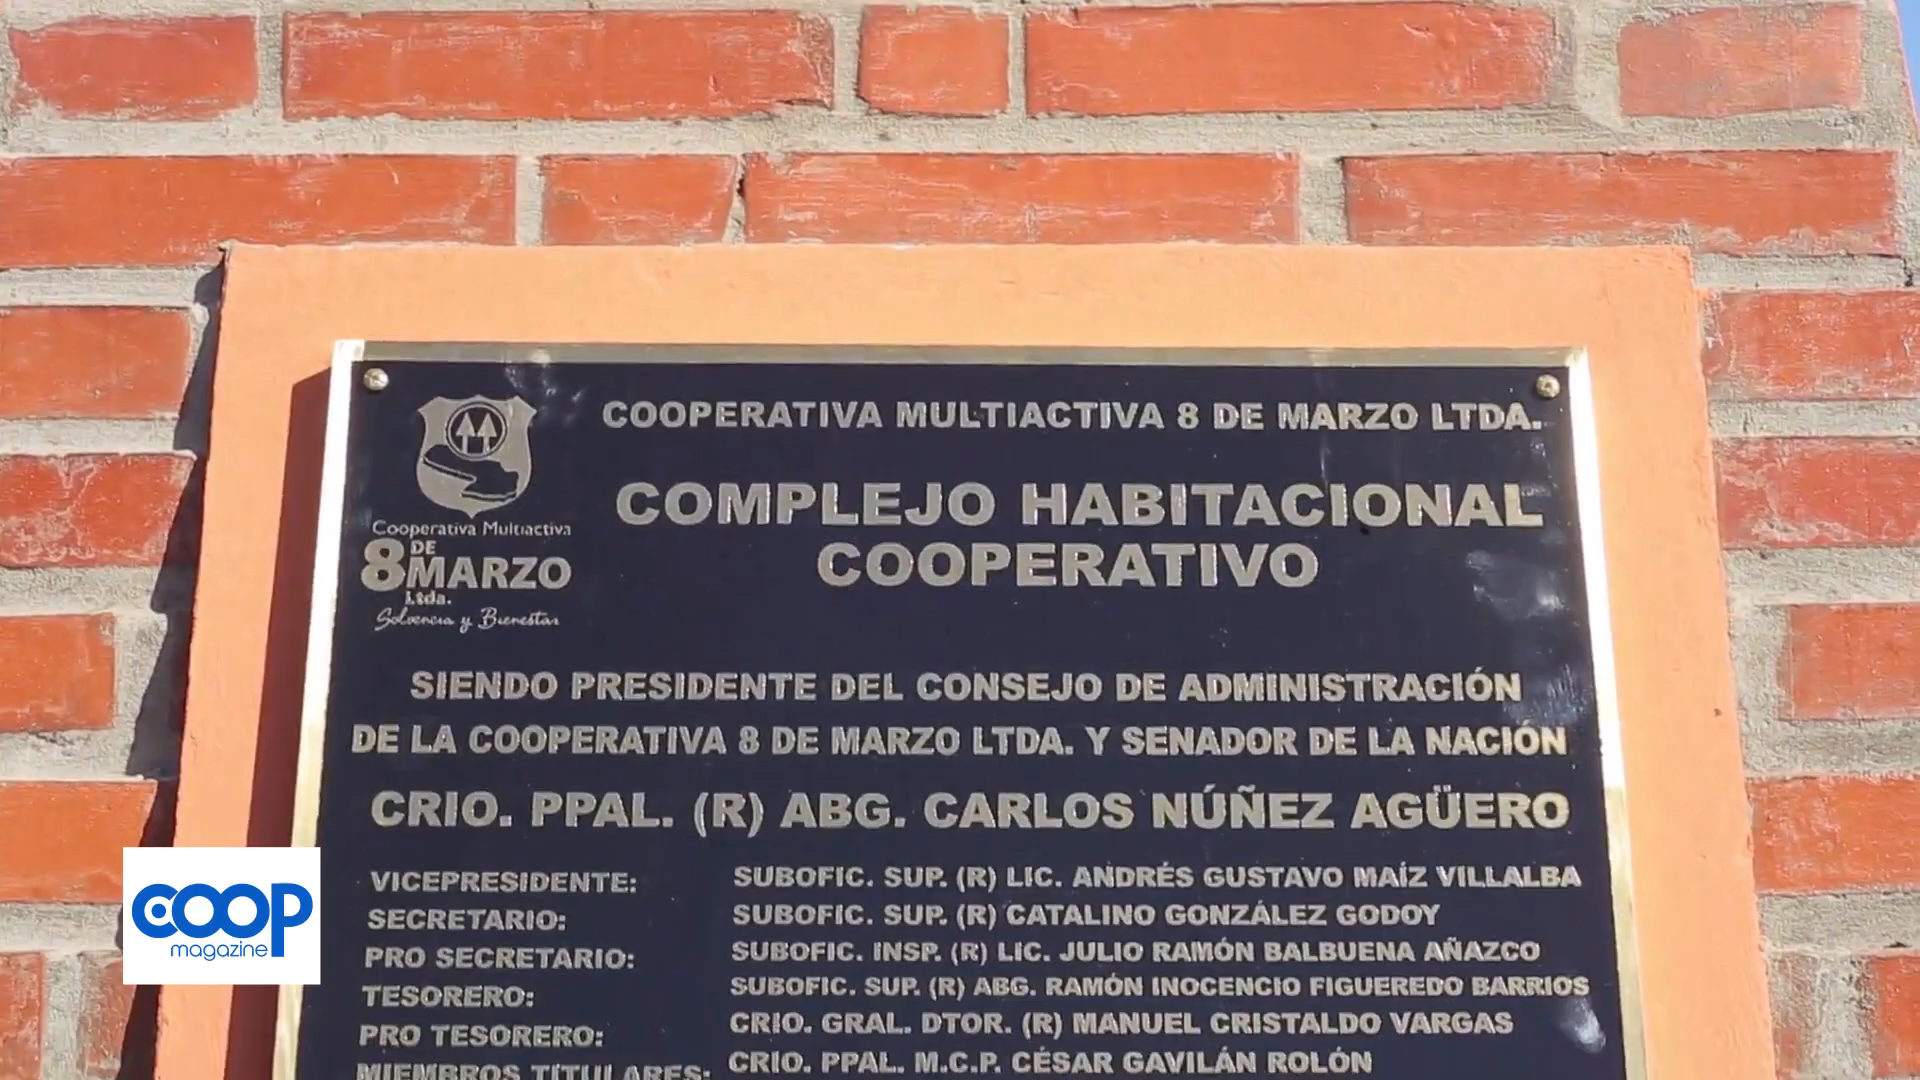 COOPERATIVA MULTIACTIVA 8 DE MARZO LTDA.
COMPLEJO HABITACIONAL
COOPERATIVO
Cooperativa Multiactiva
8 DE
MARZO
Ltda.
Solvencia y Bienestar
SIENDO PRESIDENTE DEL CONSEJO DE ADMINISTRACIÓN
DE LA COOPERATIVA 8 DE MARZO LTDA. Y SENADOR DE LA NACIÓN
CRIO. PPAL. (R) ABG. CARLOS NÚÑEZ AGÜERO
VICEPRESIDENTE: SUBOFIC. SUP. (R) LIC. ANDRÉS GUSTAVO MAÍZ VILLALBA
SECRETARIO: SUBOFIC. SUP. (R) CATALINO GONZÁLEZ GODOY
PRO SECRETARIO: SUBOFIC. INSP. (R) LIC. JULIO RAMÓN BALBUENA AÑAZCO
TESORERO: SUBOFIC. SUP. (R) ABG. RAMÓN INOCENCIO FIGUEREDO BARRIOS
PRO TESORERO: CRIO. GRAL. DTOR. (R) MANUEL CRISTALDO VARGAS
MIEMBROS TITULARES: CRIO. PPAL. M.C.P. CÉSAR GAVILÁN ROLÓN
COOP
magazine